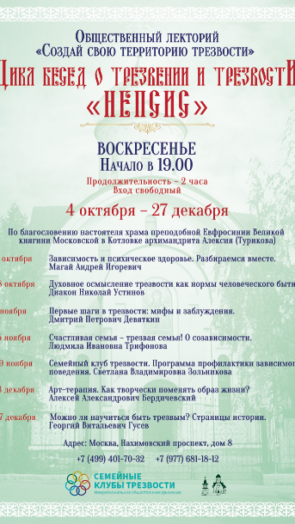 Общественный лекторий
«Создай свою территорию трезвости»
Цикл бесед о трезвении и трезвости
«НЕПСИС»
ВОСКРЕСЕНЬЕ
Начало в 19.00
Продолжительность – 2 часа
Вход свободный
4 октября – 27 декабря
По благословению настоятеля храма преподобной Евфросинии Великой
княгини Московской в Котловке архимандрита Алексия (Турикова)
октября Зависимость и психическое здоровье. Разбираемся вместе.
Магай Андрей Игоревич
октября Духовное осмысление трезвости как нормы человеческого быти
Диакон Николай Устинов
ноября Первые шаги в трезвости: мифы и заблуждения.
Дмитрий Петрович Девяткин
ноября Счастливая семья – трезвая семья! О созависимости.
Людмила Ивановна Трифонова
9 ноября Семейный клуб трезвости. Программа профилактики зависимо
поведения. Светлана Владимировна Зольникова
декабря Арт-терапия. Как творчески поменять образ жизни?
Алексей Александрович Бердичевский
7 декабря Можно ли научиться быть трезвым? Страницы истории.
Георгий Витальевич Гусев
Адрес: Москва, Нахимовский проспект, дом 8
+7 (499) 401-70-32 +7 (977) 681-18-12
СЕМЕЙНЫЕ
КЛУБЫ ТРЕЗВОСТИ